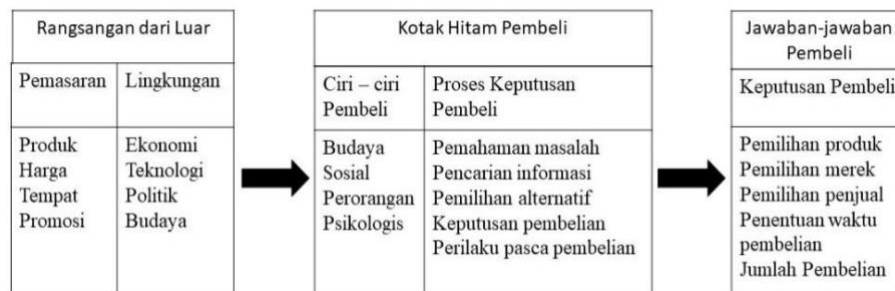 Rangsangan dari Luar
Pemasaran
Lingkungan
Produk
Harga
Tempat
Promosi
Ekonomi
Teknologi
Politik
Budaya
Kotak Hitam Pembeli
Ciri – ciri
Pembeli
Proses Keputusan
Pembeli
Budaya
Sosial
Perorangan
Psikologis
Pemahaman masalah
Pencarian informasi
Pemilihan alternatif
Keputusan pembelian
Perilaku pasca pembelian
Jawaban-jawaban
Pembeli
Keputusan Pembeli
Pemilihan produk
Pemilihan merek
Pemilihan penjual
Penentuan waktu
pembelian
Jumlah Pembelian